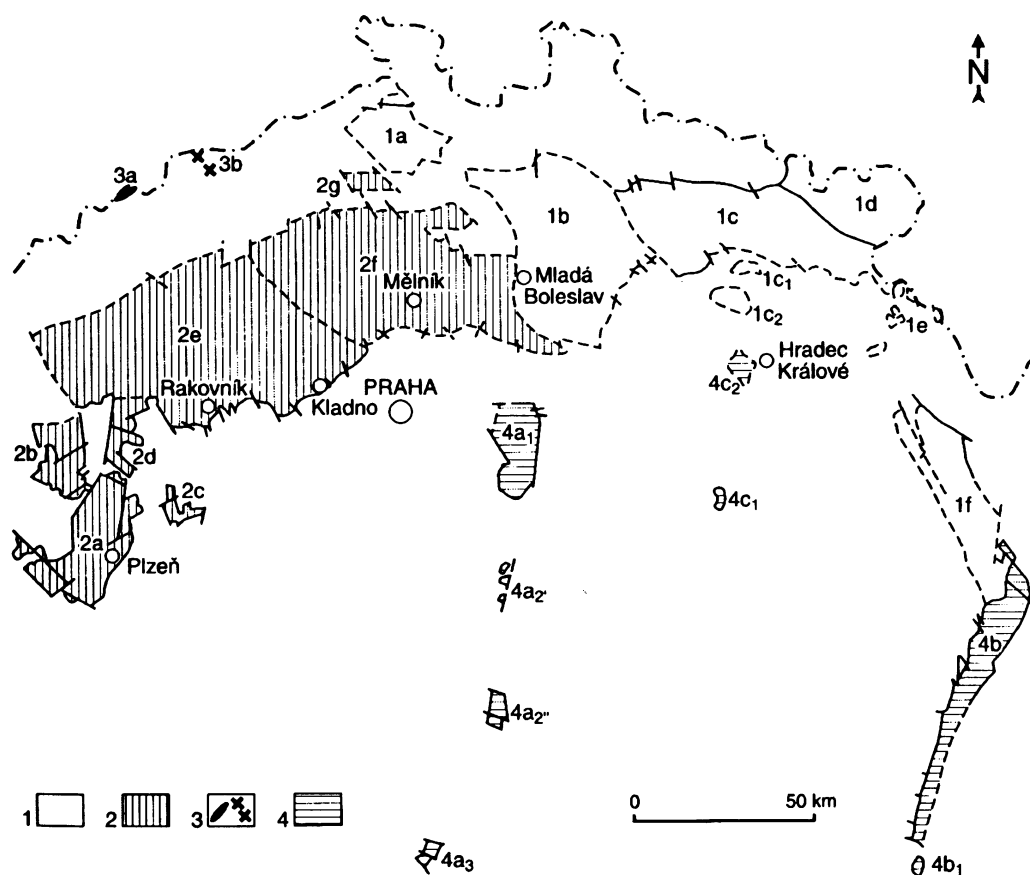 N
1a
3b
3a
2g
1d
1b
1c
2f
1c₁
Mělník
Mladá
Boleslav
1c₂
1e
2e
Hradec
Králové
4c₂
Rakovník
PRAHA
Kladno
4a₁
2b
2d
2c
4c₁
1f
2a
Plzeň
4a₂'
4b
4a₂"
1
2
3
4
0
50 km
4a₃
4b₁